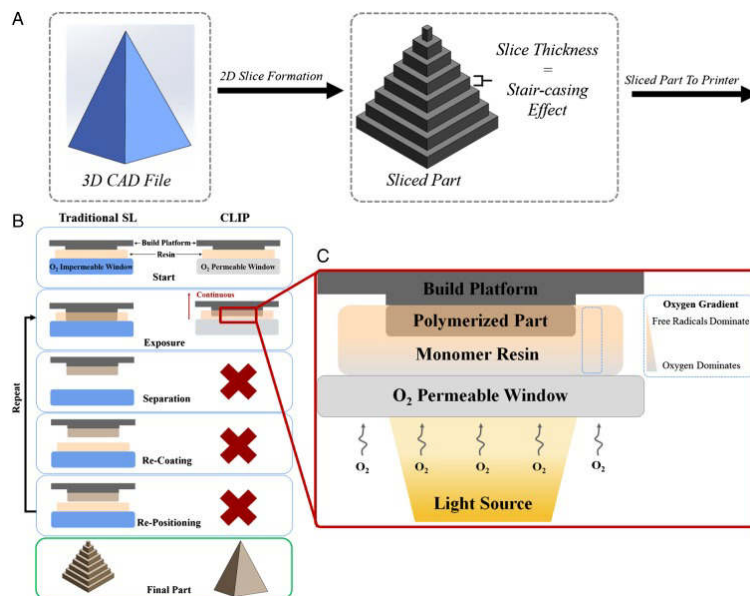 A
2D Slice Formation
Slice Thickness
=
Stair-casing
Effect
Sliced Part To Printer
3D CAD File
Sliced Part
B
Traditional SL
CLIP
Build Platform
Resin
O₂ Impermeable Window
O₂ Permeable Window
Start
Continuous
Exposure
Separation
Repeat
Re-Coating
Re-Positioning
Final Part
C
Build Platform
Polymerized Part
Monomer Resin
O₂ Permeable Window
Oxygen Gradient
Free Radicals Dominate
Oxygen Dominates
O₂ O₂ O₂ O₂ O₂
Light Source